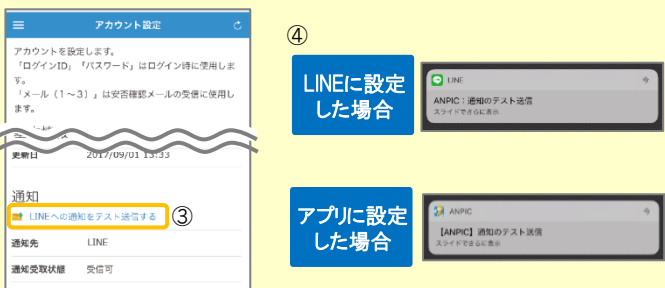 アカウント設定
アカウントを設定します。
「ログインID」「パスワード」はログイン時に使用しま
す。
「メール（1～3）」は安否確認メールの受信に使用し
ます。
更新日 2017/09/01 13:33
通知
LINEへの通知をテスト送信する ③
通知先 LINE
通知受取状態 受信可
④
LINEに設定
した場合
LINE
ANPIC：通知のテスト送信
スライドでさらに表示
アプリに設定
した場合
ANPIC
【ANPIC】通知のテスト送信
スライドでさらに表示